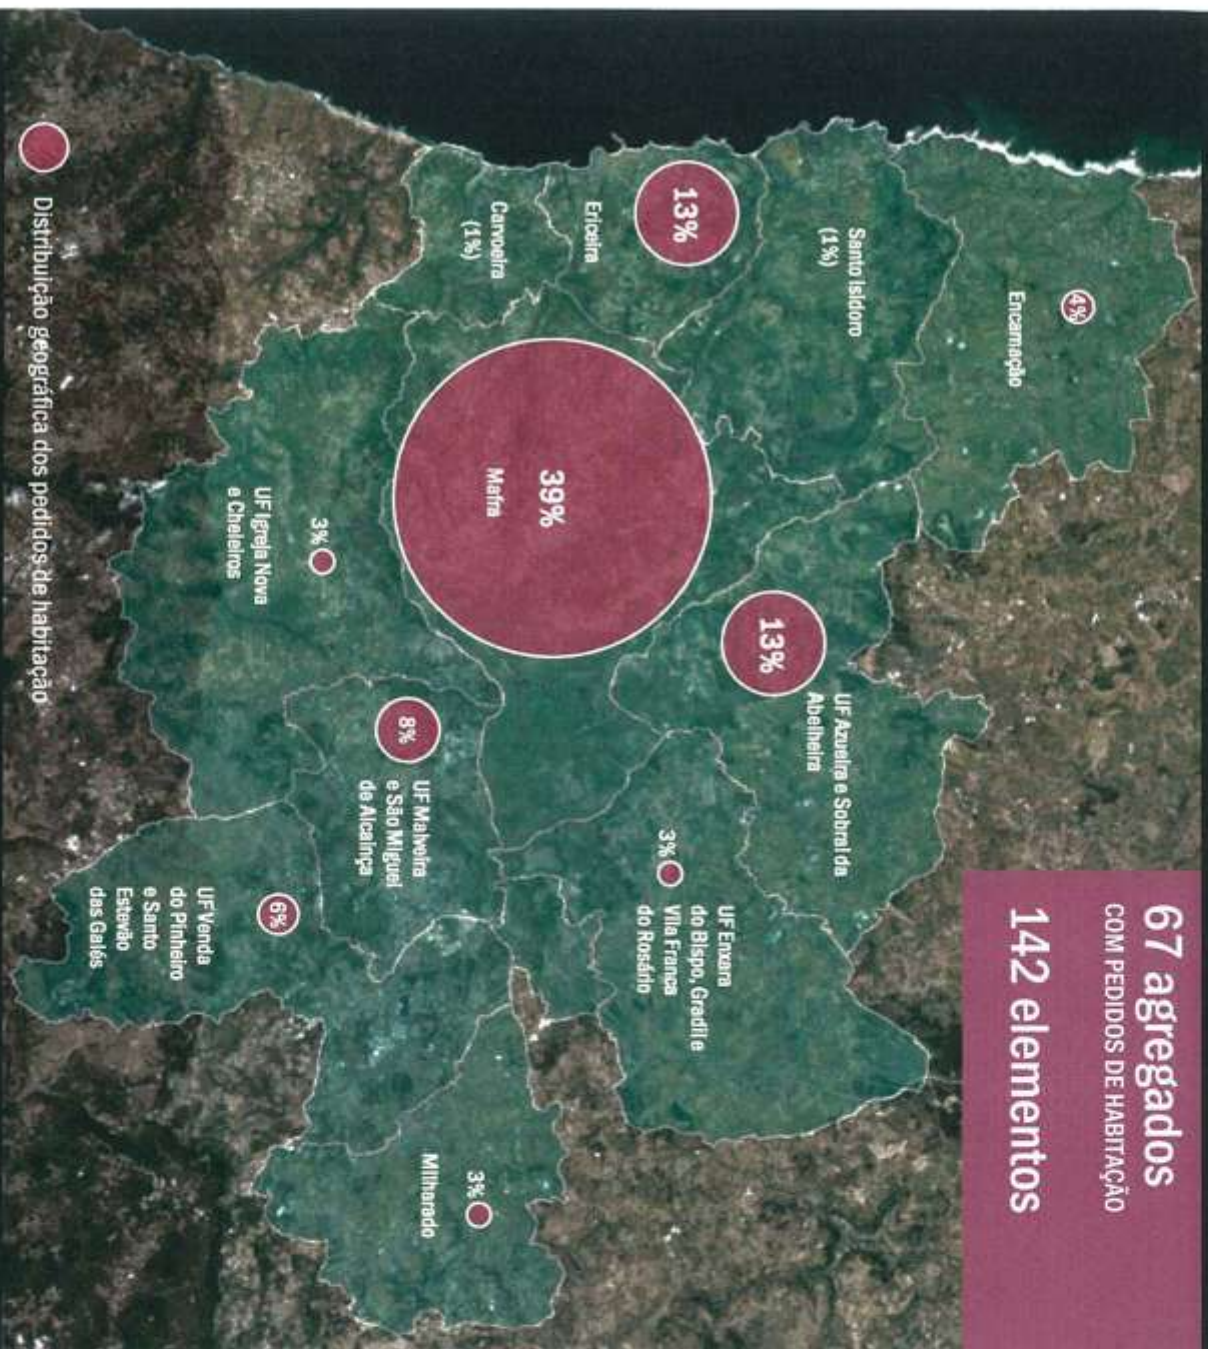 67 agregados
COM PEDIDOS DE HABITAÇÃO
142 elementos
4%
Encarnação
Santo Isidoro
(1%)
13%
Ericeira
Carvoeira
(1%)
39%
Mafra
13%
UF Azueira e Sobral da
Abelheira
3%
UF Enxara
do Bispo, Gradil e
Vila Franca
do Rosário
8%
UF Malveira
e São Miguel
de Alcainça
3%
UF Igreja Nova
e Cheleiros
6%
UF Venda
do Pinheiro
e Santo
Estevão
das Galés
3%
Milharado
Distribuição geográfica dos pedidos de habitação